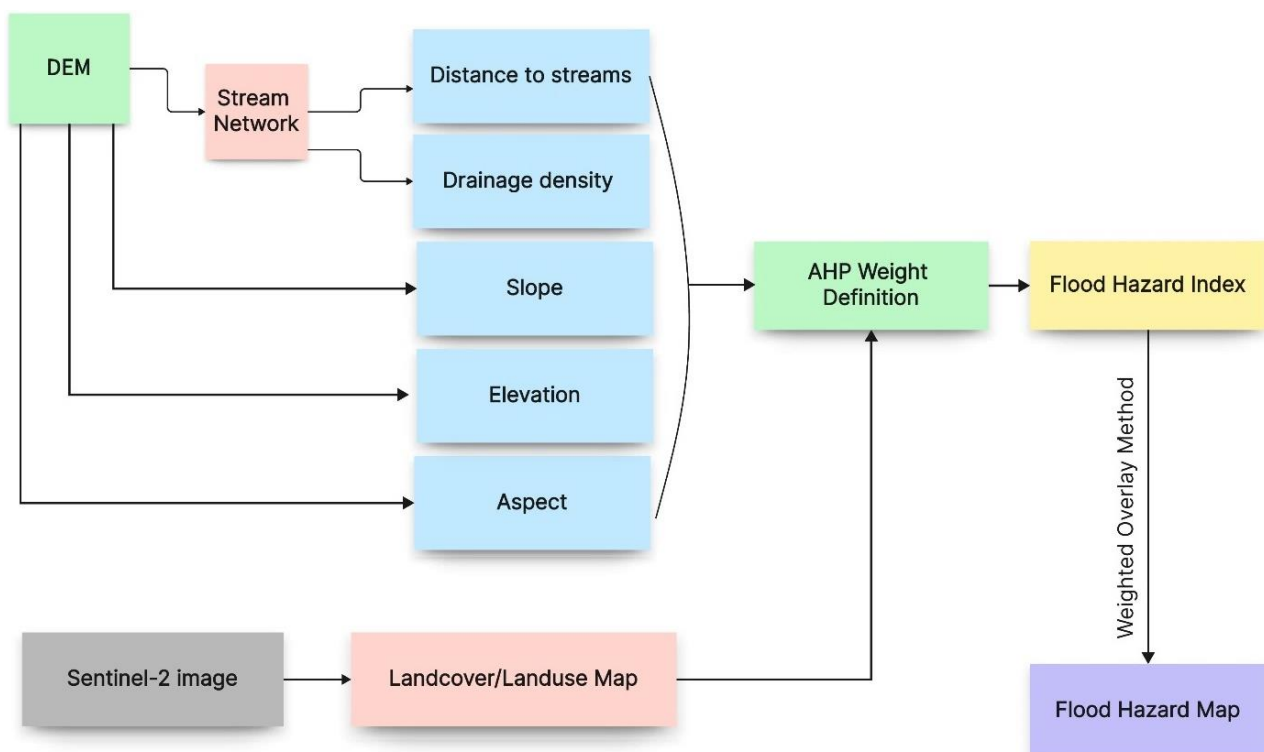 DEM
Stream
Network
Distance to streams
Drainage density
Slope
Elevation
Aspect
AHP Weight
Definition
Flood Hazard Index
Weighted Overlay Method
Sentinel-2 image
Landcover/Landuse Map
Flood Hazard Map